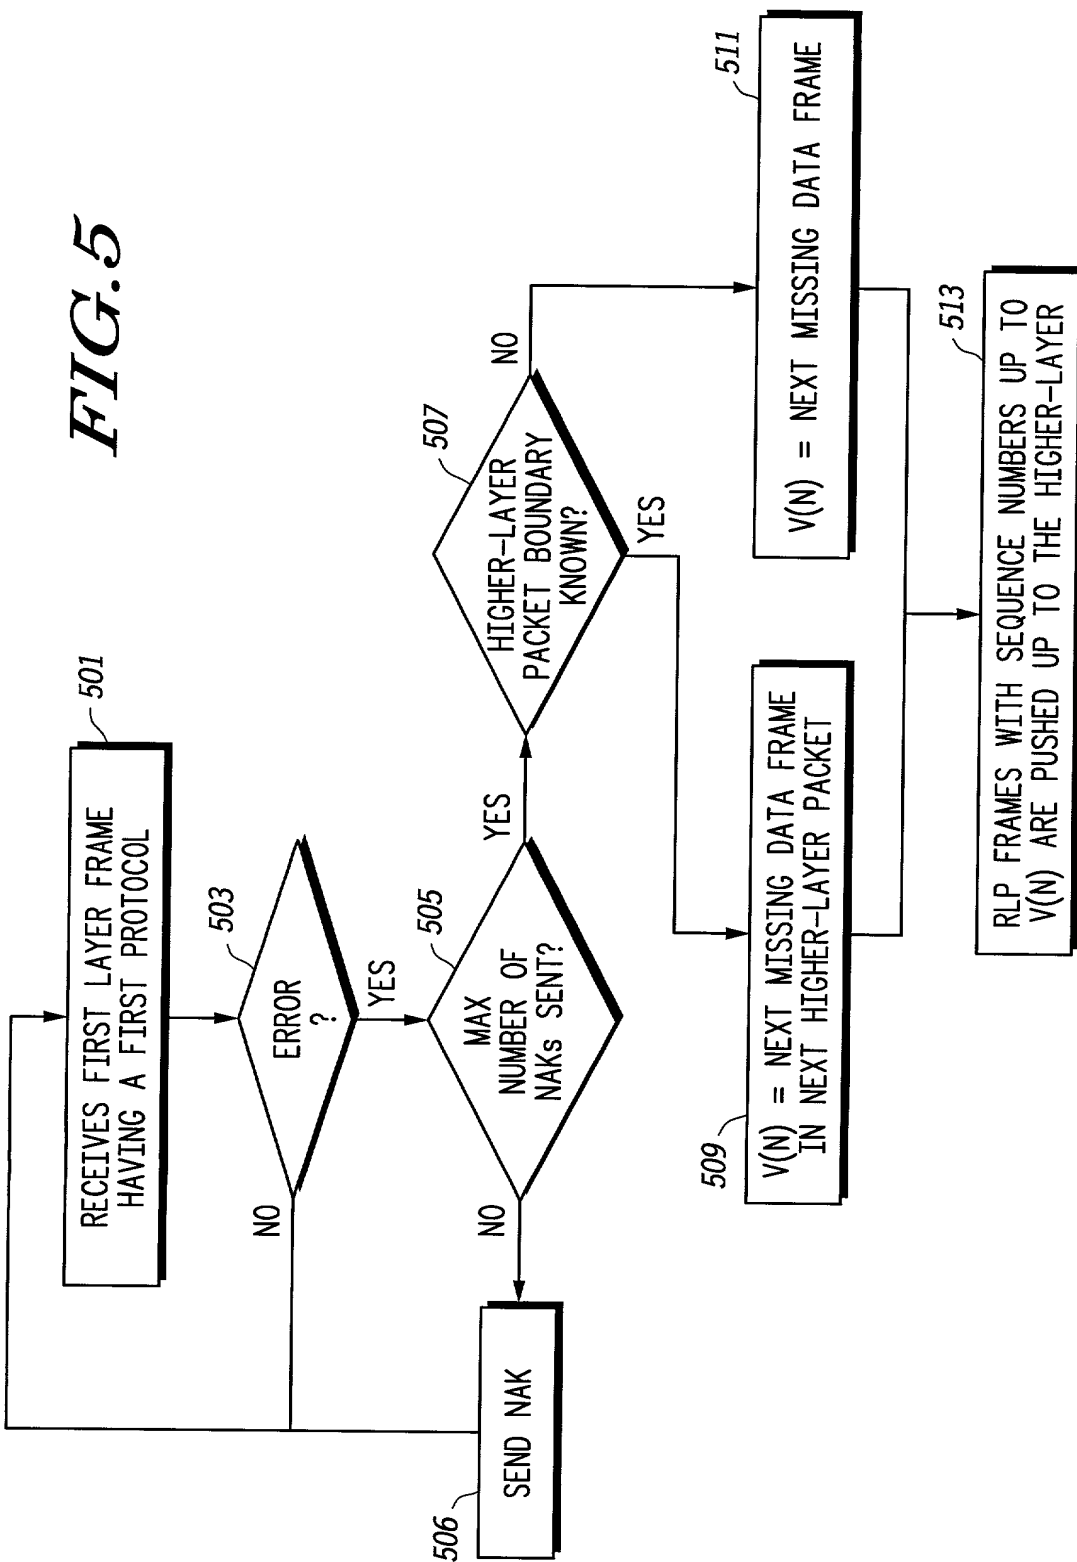 FIG.5
501
RECEIVES FIRST LAYER FRAME
HAVING A FIRST PROTOCOL
503
ERROR
?
NO
YES
505
MAX
NUMBER OF
NAKs SENT?
NO
YES
506
SEND NAK
507
HIGHER-LAYER
PACKET BOUNDARY
KNOWN?
NO
YES
509
V(N) = NEXT MISSING DATA FRAME
IN NEXT HIGHER-LAYER PACKET
511
V(N) = NEXT MISSING DATA FRAME
513
RLP FRAMES WITH SEQUENCE NUMBERS UP TO
V(N) ARE PUSHED UP TO THE HIGHER-LAYER